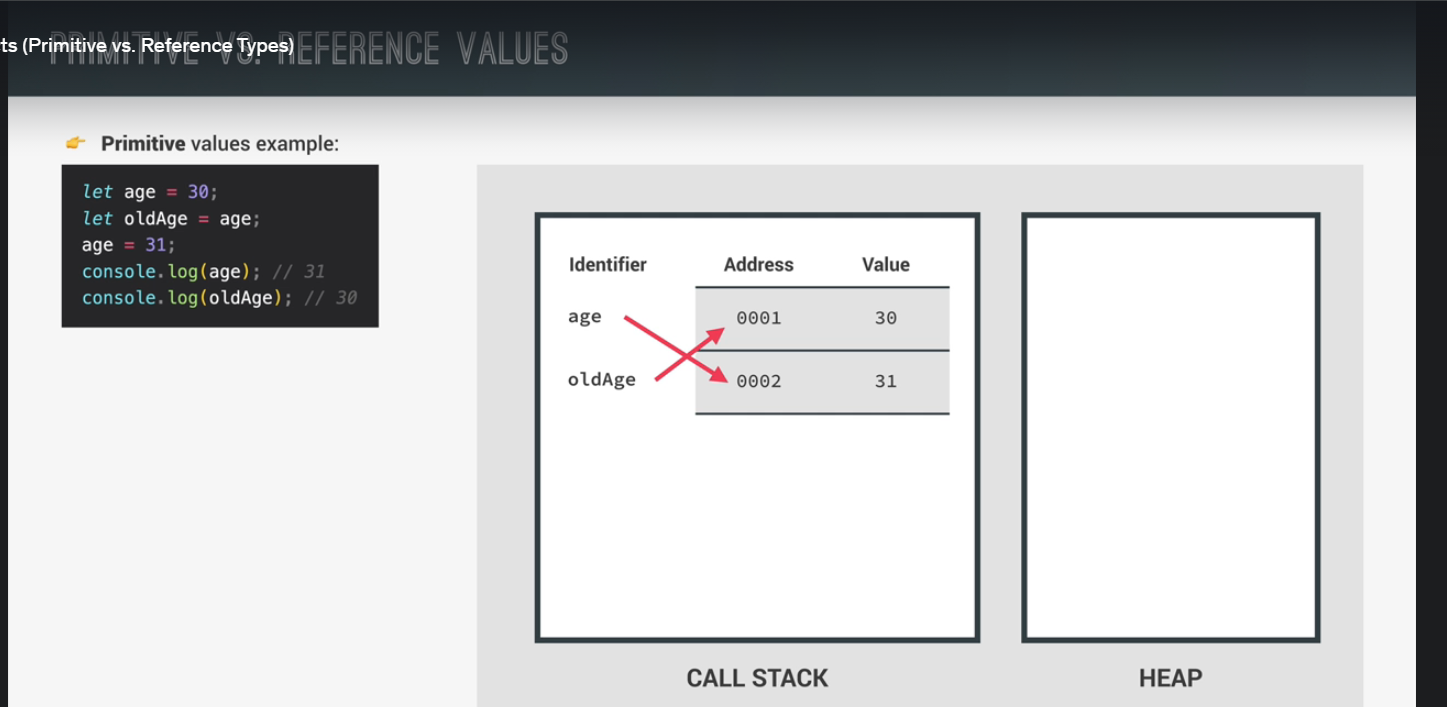 ts (Primitive vs. Reference Types)
PRIMITIVE VS. REFERENCE VALUES
👉 Primitive values example:
let age = 30;
let oldAge = age;
age = 31;
console.log(age); // 31
console.log(oldAge); // 30
Identifier Address Value
age 0001 30
oldAge 0002 31
CALL STACK
HEAP